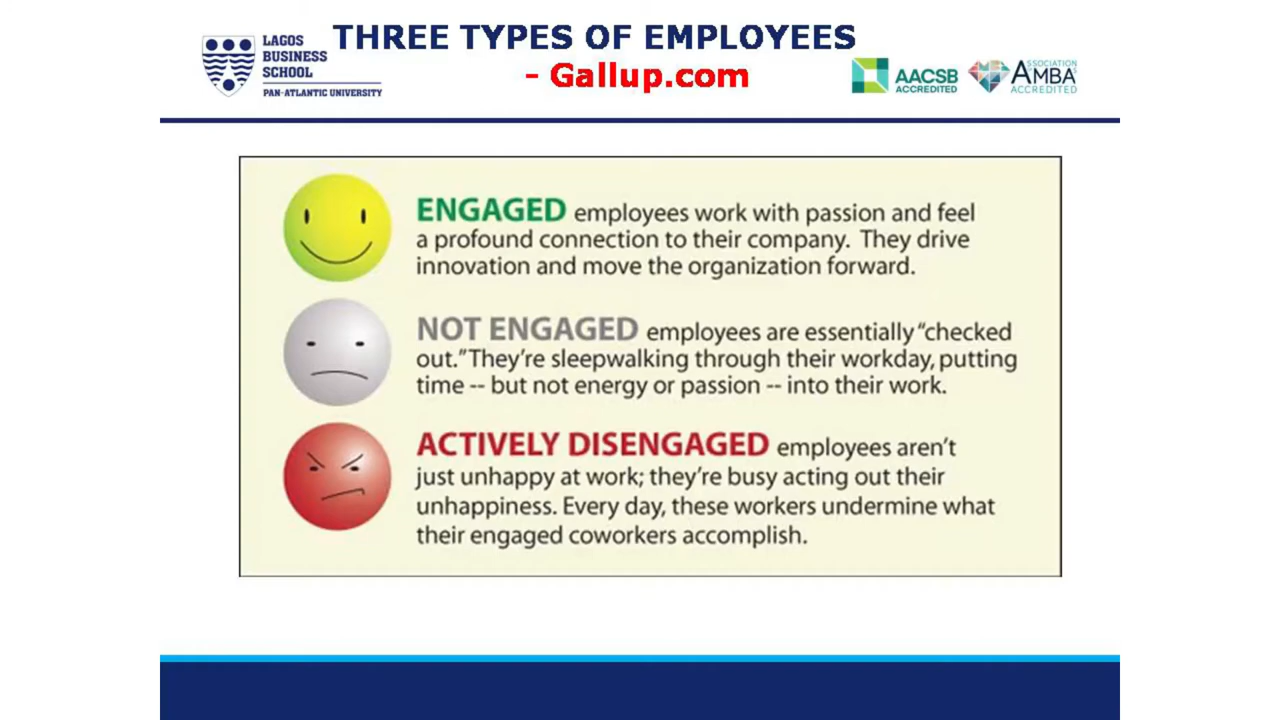 LAGOS
BUSINESS
SCHOOL
PAN-ATLANTIC UNIVERSITY
THREE TYPES OF EMPLOYEES
- Gallup.com
AACSB
ACCREDITED
ASSOCIATION
AMBA
ACCREDITED
ENGAGED employees work with passion and feel
a profound connection to their company. They drive
innovation and move the organization forward.
NOT ENGAGED employees are essentially “checked
out.” They’re sleepwalking through their workday, putting
time -- but not energy or passion -- into their work.
ACTIVELY DISENGAGED employees aren’t
just unhappy at work; they’re busy acting out their
unhappiness. Every day, these workers undermine what
their engaged coworkers accomplish.